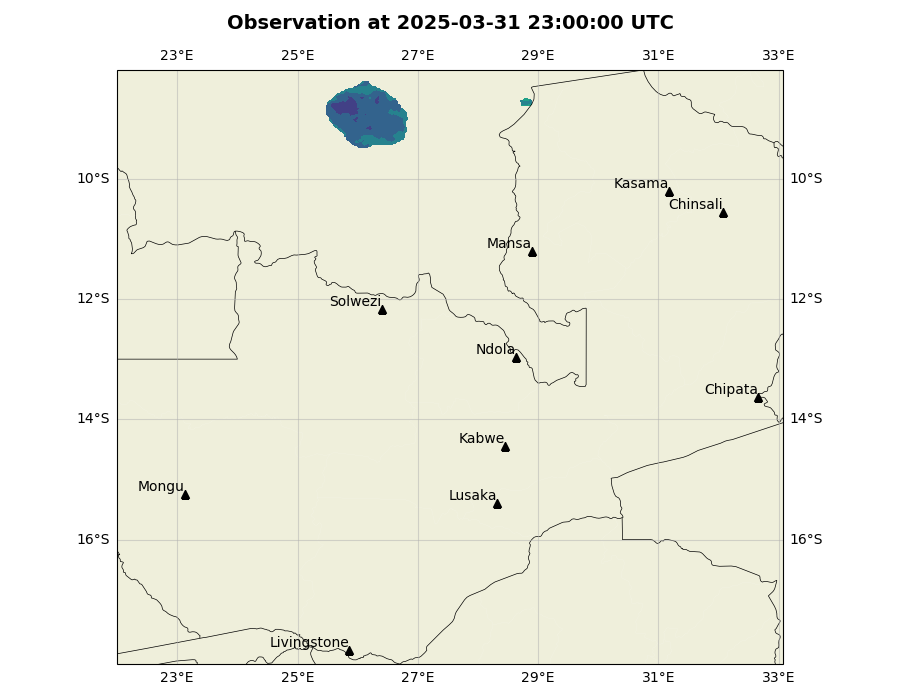 Observation at 2025-03-31 23:00:00 UTC
23°E 25°E 27°E 29°E 31°E 33°E
10°S 10°S
Kasama
Chinsali
Mansa
12°S 12°S
Solwezi
Ndola
Chipata
14°S 14°S
Kabwe
Mongu
Lusaka
16°S 16°S
Livingstone
23°E 25°E 27°E 29°E 31°E 33°E